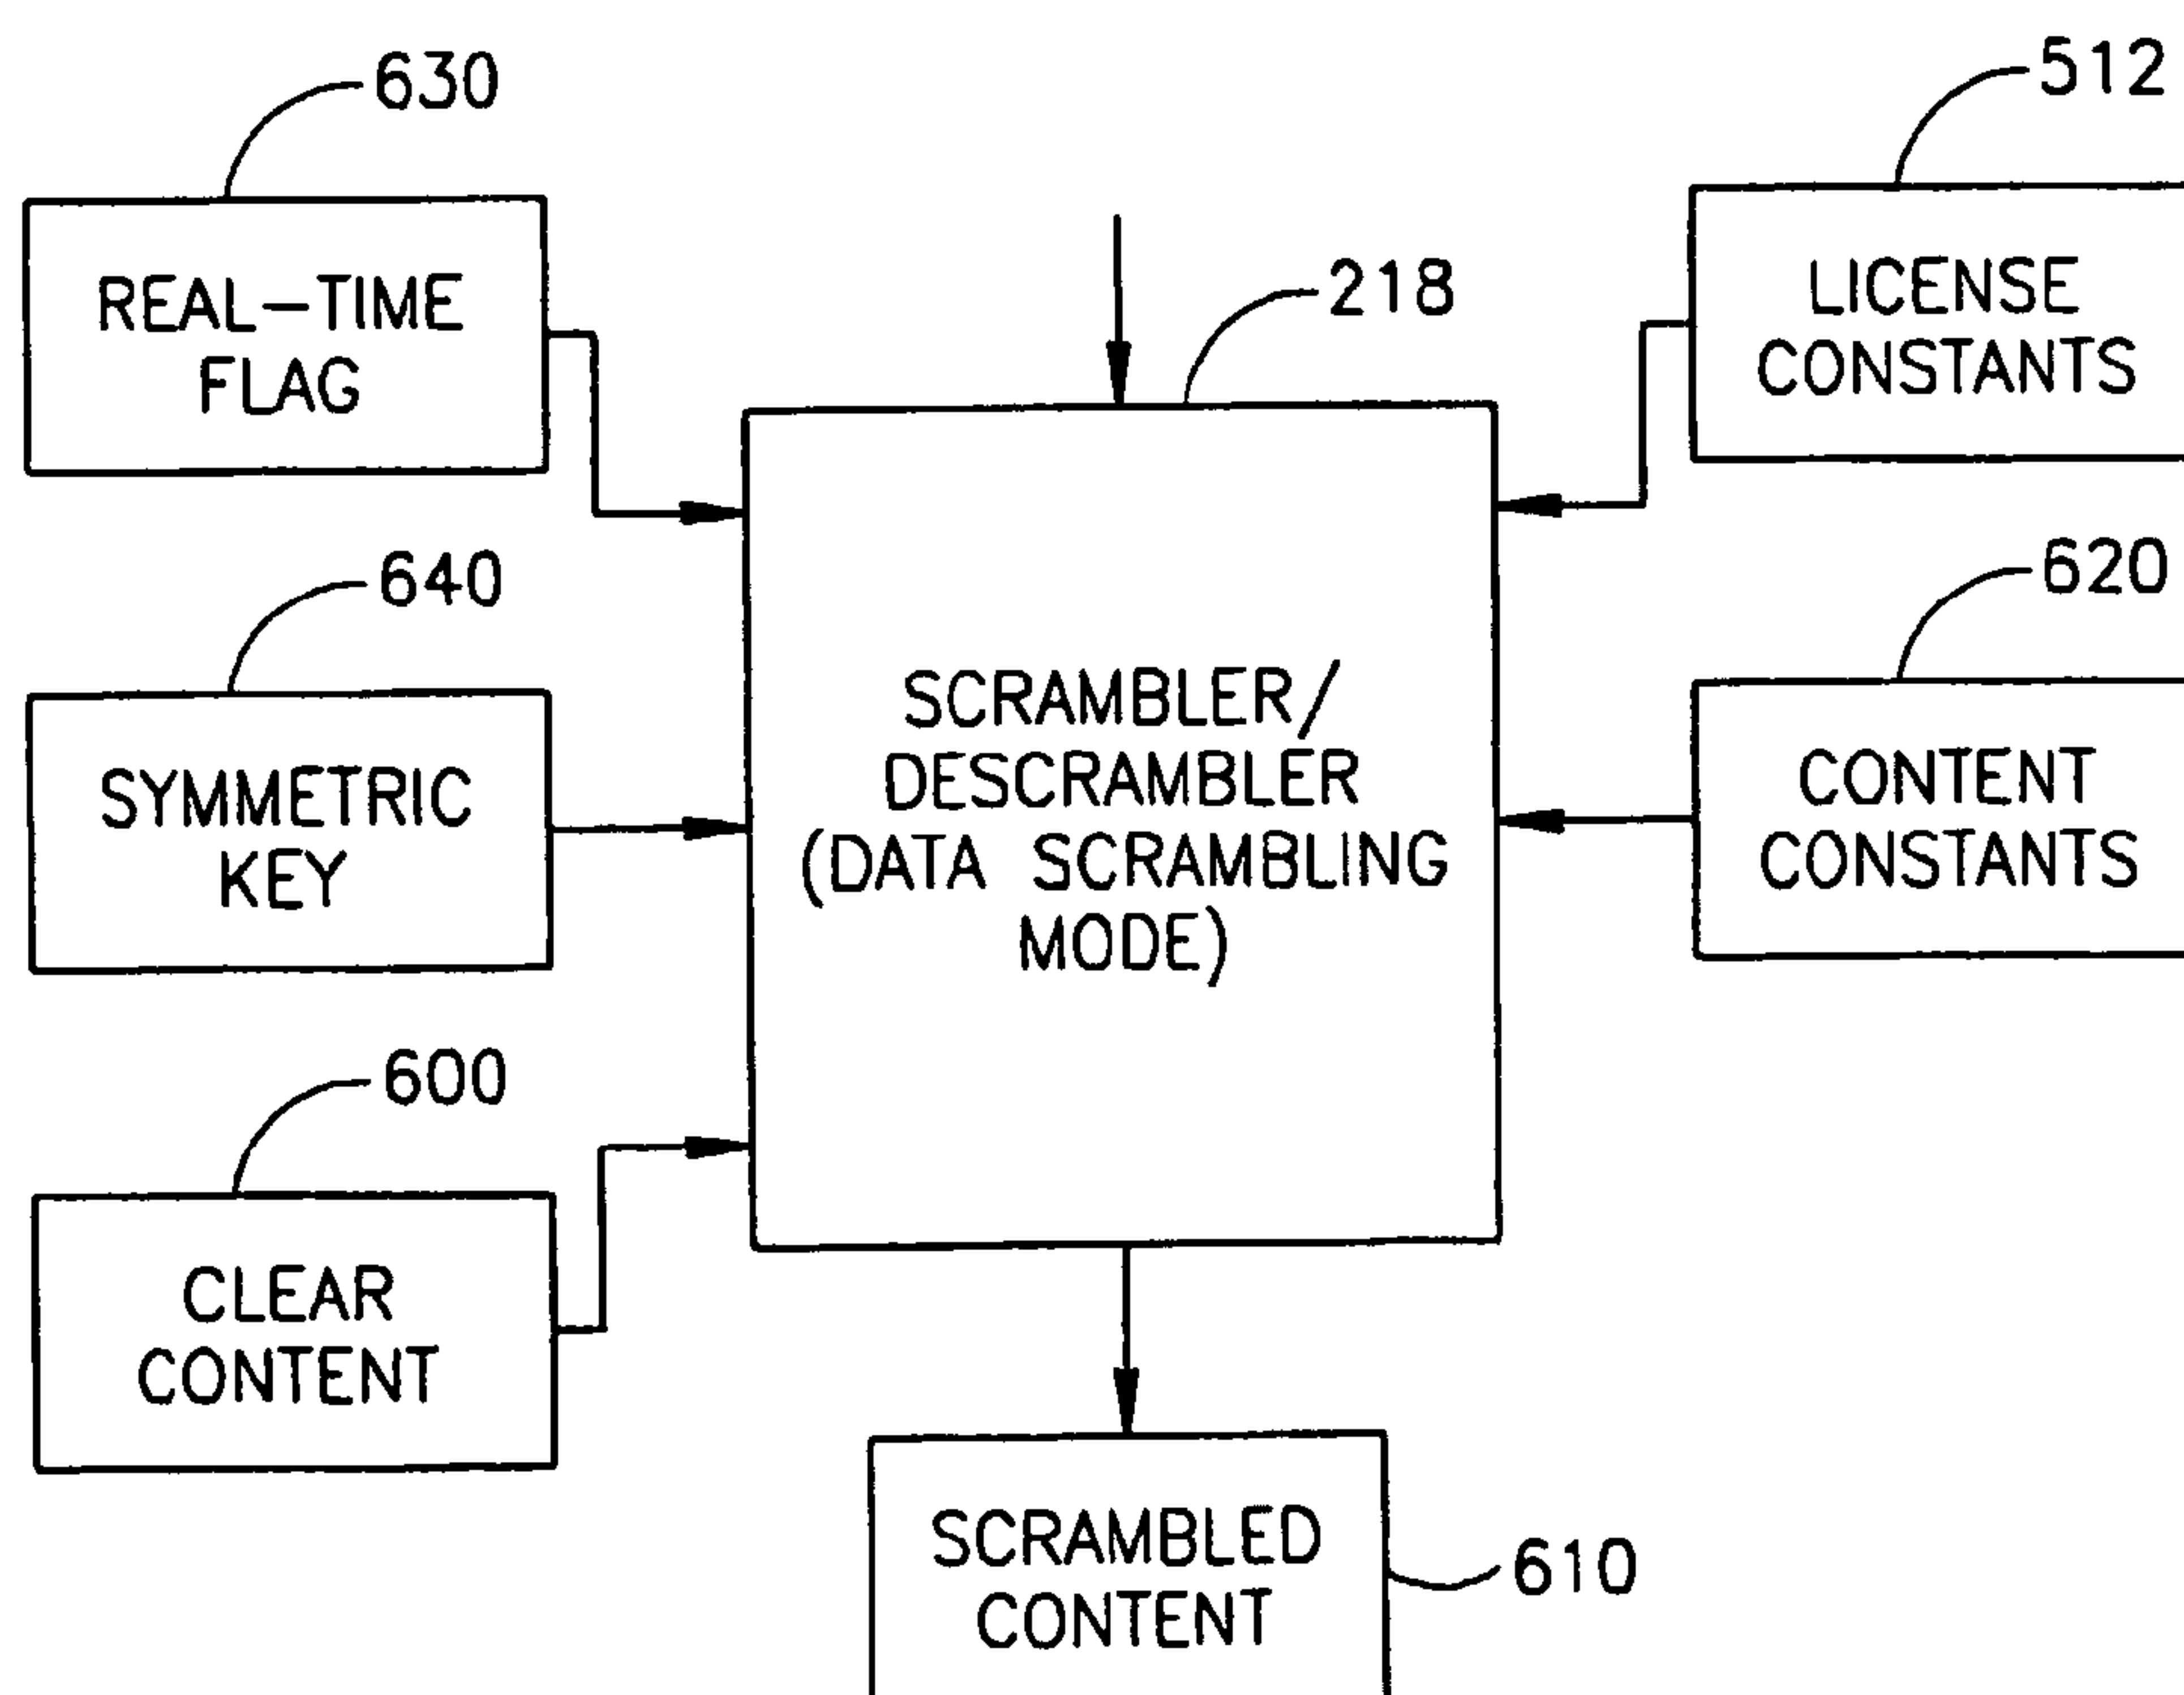 630
REAL-TIME
FLAG
512
LICENSE
CONSTANTS
218
SCRAMBLER/
DESCRAMBLER
(DATA SCRAMBLING
MODE)
640
SYMMETRIC
KEY
620
CONTENT
CONSTANTS
600
CLEAR
CONTENT
SCRAMBLED
CONTENT
610